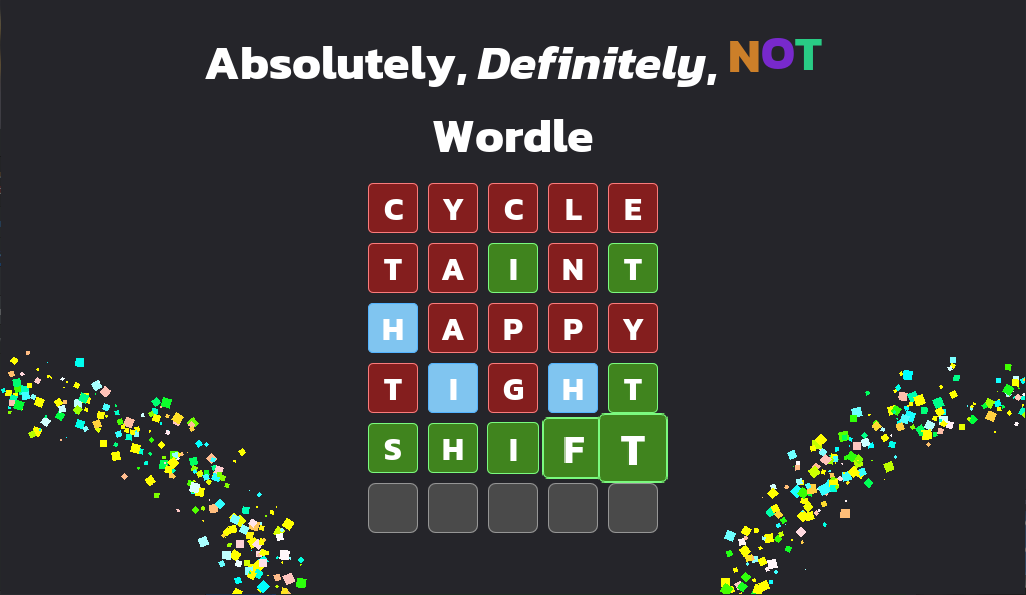 Absolutely, Definitely, NOT
Wordle
CYCLE
TAINT
HAPPY
TIGHT
SHIFT